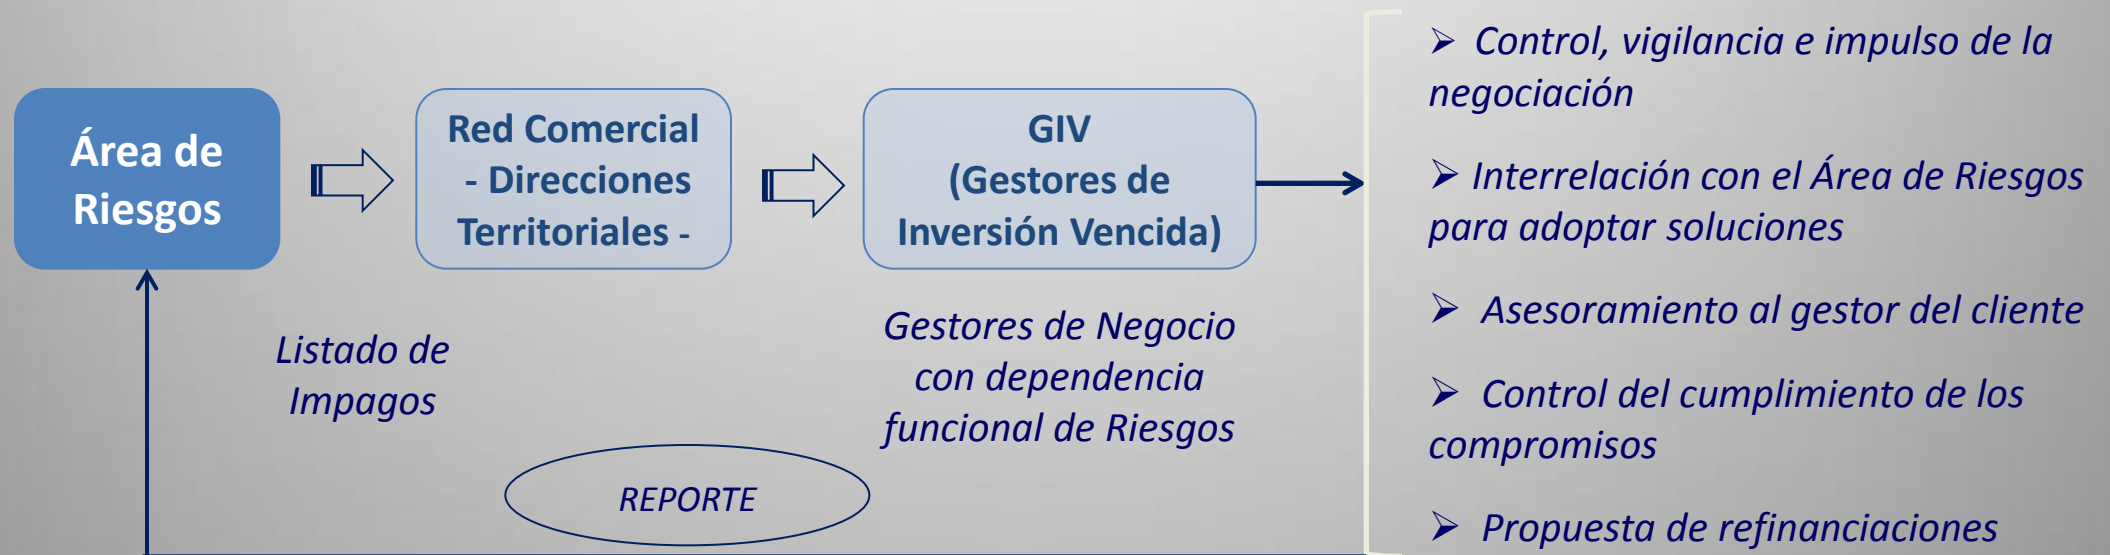 Área de
Riesgos
Red Comercial
- Direcciones
Territoriales -
GIV
(Gestores de
Inversión Vencida)
Listado de
Impagos
Gestores de Negocio
con dependencia
funcional de Riesgos
REPORTE
➢ Control, vigilancia e impulso de la
negociación
➢ Interrelación con el Área de Riesgos
para adoptar soluciones
➢ Asesoramiento al gestor del cliente
➢ Control del cumplimiento de los
compromisos
➢ Propuesta de refinanciaciones